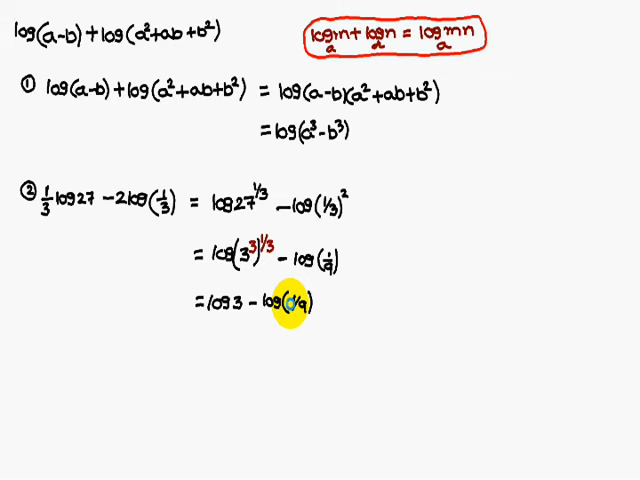 log(a-b)+log(a²+ab+b²)
logₐm+logₐn = logₐmn
① log(a-b)+log(a²+ab+b²) = log(a-b)(a²+ab+b²)
= log(a³-b³)
② 1/3 log27 - 2log(1/3) = log27^1/3 - log(1/3)²
= log(3³)^1/3 - log(1/9)
= log3 - log(1/9)